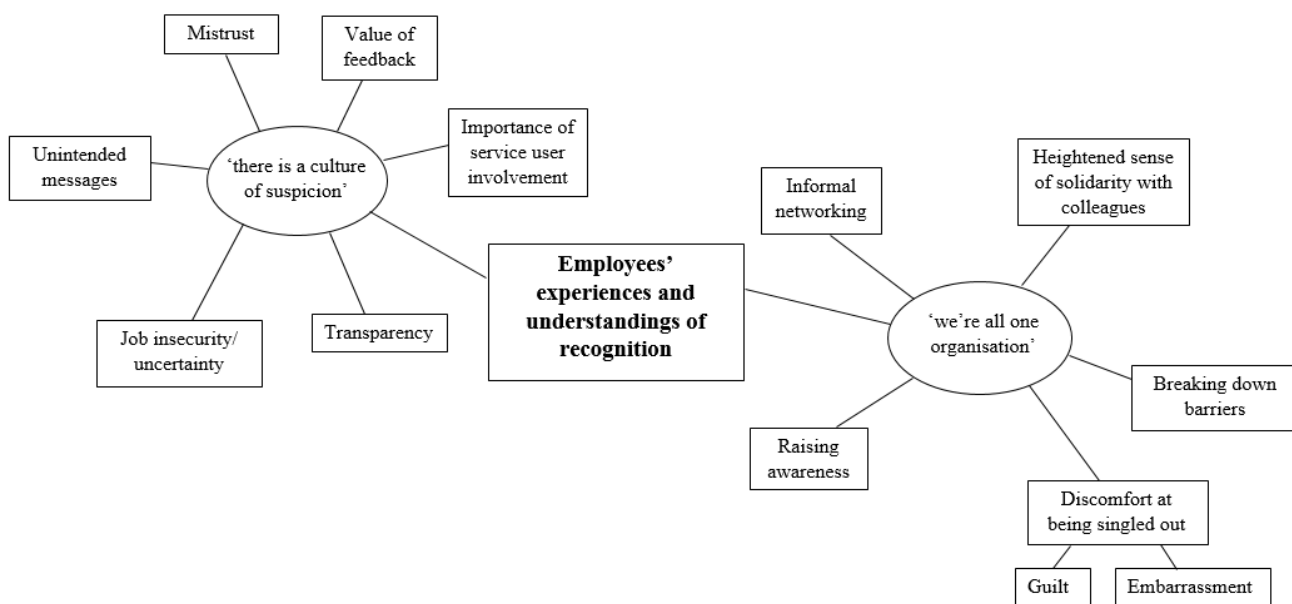 Mistrust
Value of
feedback
Unintended
messages
‘there is a culture
of suspicion’
Importance of
service user
involvement
Job insecurity/
uncertainty
Transparency
Employees’
experiences and
understandings of
recognition
Informal
networking
Heightened sense
of solidarity with
colleagues
‘we’re all one
organisation’
Breaking down
barriers
Raising
awareness
Discomfort at
being singled out
Guilt
Embarrassment